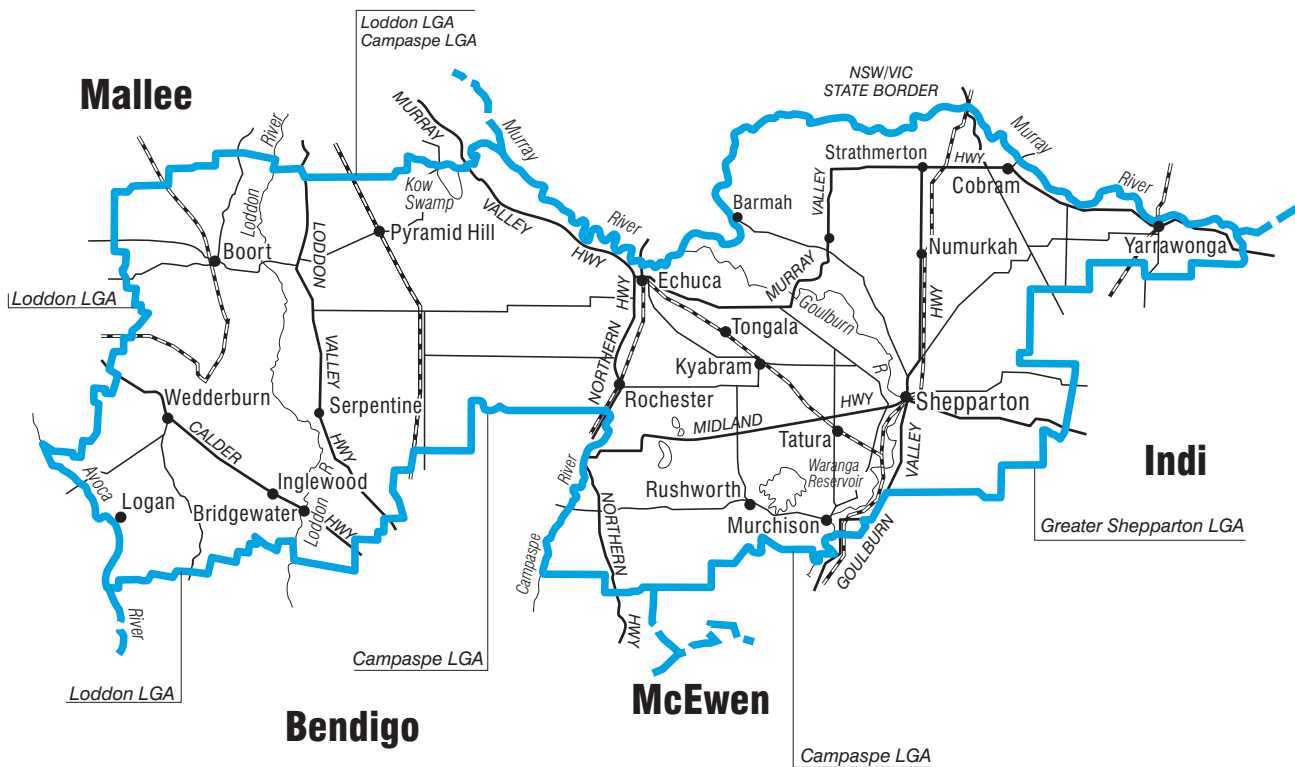 Loddon LGA
Campaspe LGA
Mallee
NSW/VIC
STATE BORDER
MURRAY
Murray
River
Loddon
Kow
Swamp
VALLEY
HWY
River
Strathmerton
HWY
Murray
River
Cobram
Barmah
VALLEY
LODDON
Pyramid Hill
Boort
Numurkah
Yarrawonga
Echuca
MURRAY
Goulburn
R
HWY
HWY
Loddon LGA
Tongala
VALLEY
NORTHERN
Kyabram
Wedderburn
Serpentine
Rochester
HWY
Shepparton
MIDLAND
CALDER
HWY
Tatura
VALLEY
Avoca
Inglewood
R
Loddon
River
Waranga
Reservoir
Indi
Logan
Bridgewater
HWY
Rushworth
Murchison
NORTHERN
GOULBURN
Greater Shepparton LGA
Campaspe
River
HWY
Campaspe LGA
Loddon LGA
McEwen
Bendigo
Campaspe LGA